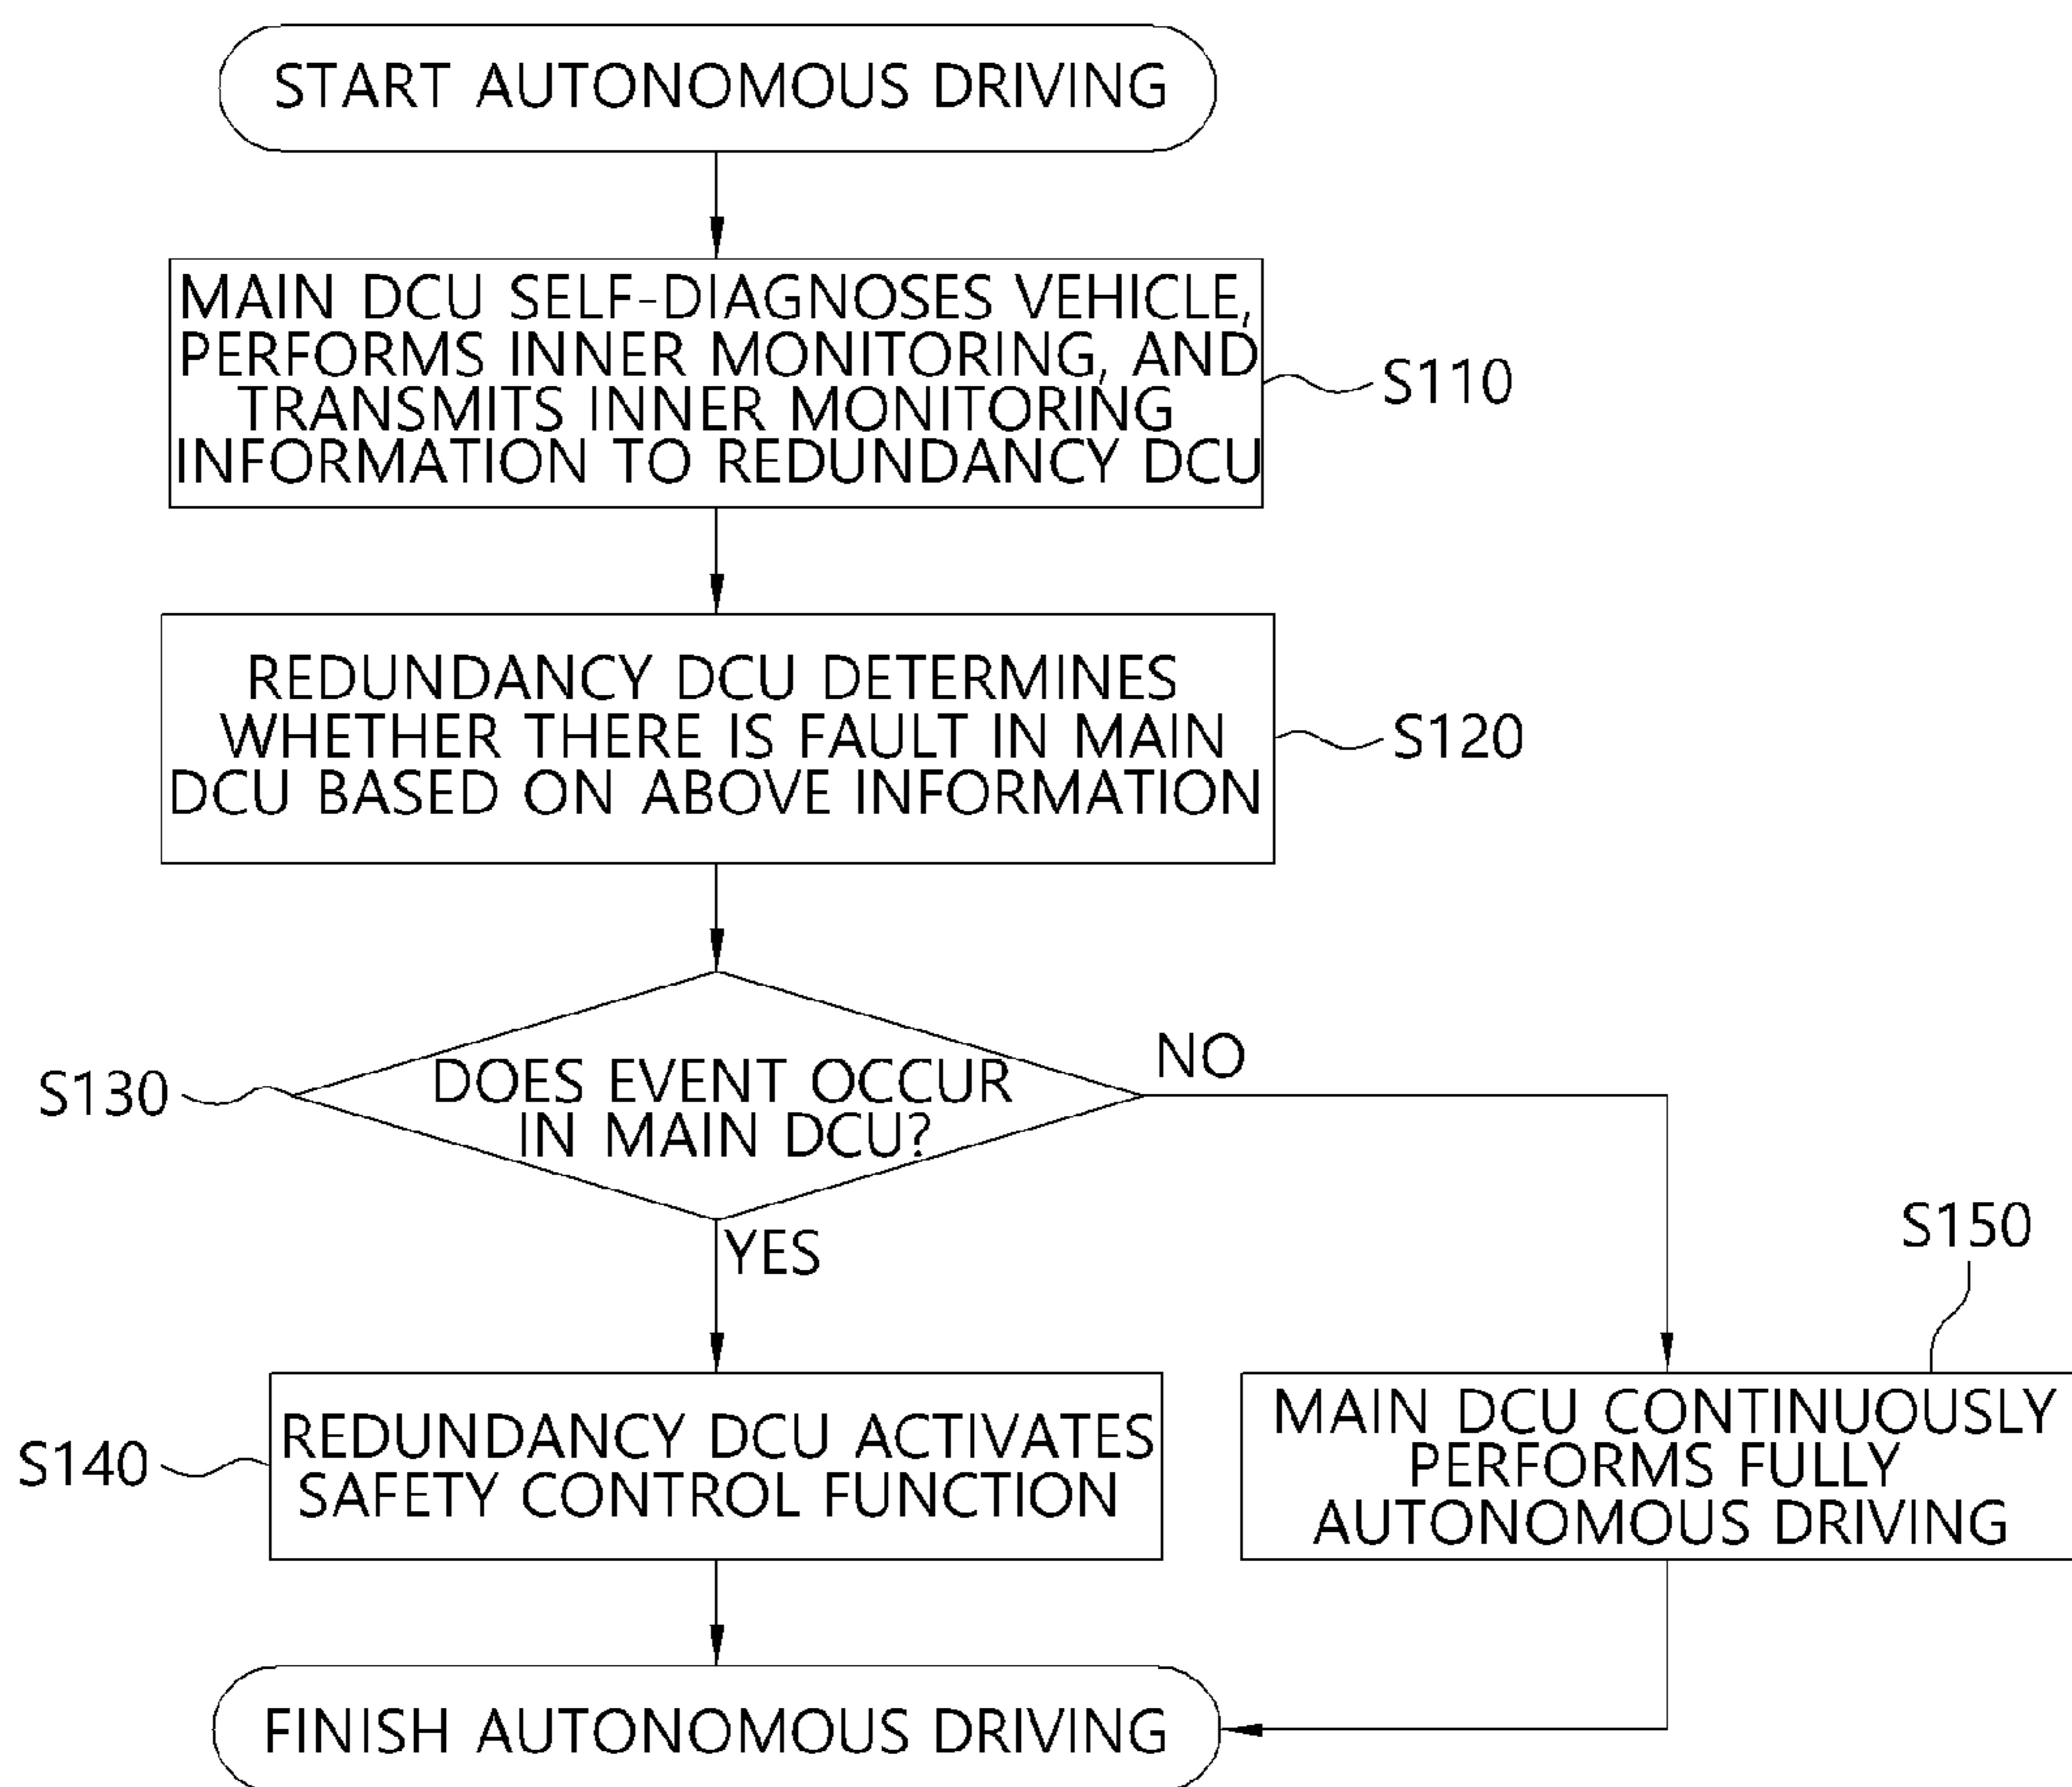 START AUTONOMOUS DRIVING
MAIN DCU SELF-DIAGNOSES VEHICLE,
PERFORMS INNER MONITORING, AND
TRANSMITS INNER MONITORING
INFORMATION TO REDUNDANCY DCU
S110
REDUNDANCY DCU DETERMINES
WHETHER THERE IS FAULT IN MAIN
DCU BASED ON ABOVE INFORMATION
S120
S130
DOES EVENT OCCUR
IN MAIN DCU?
NO
YES
S150
S140
REDUNDANCY DCU ACTIVATES
SAFETY CONTROL FUNCTION
MAIN DCU CONTINUOUSLY
PERFORMS FULLY
AUTONOMOUS DRIVING
FINISH AUTONOMOUS DRIVING